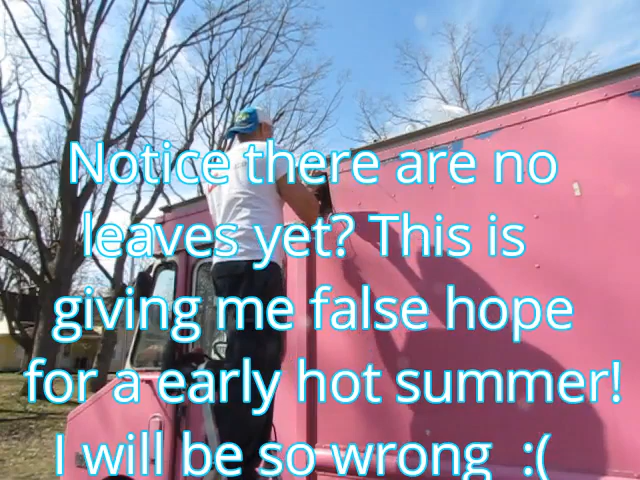 Notice there are no
leaves yet? This is
giving me false hope
for a early hot summer!
I will be so wrong  :(